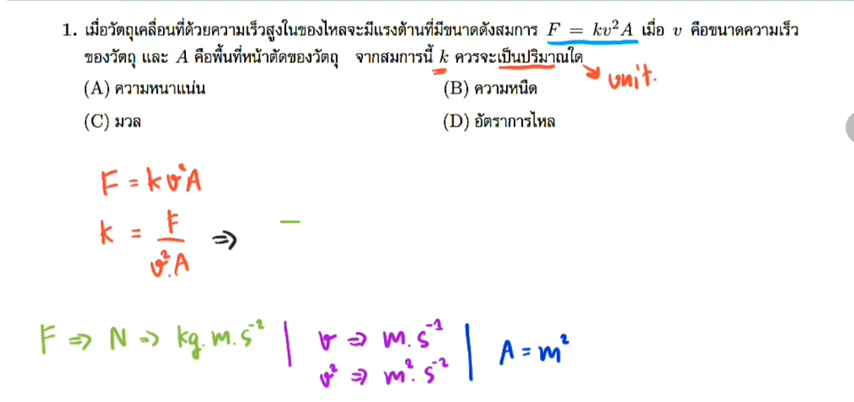 1. เมื่อวัตถุเคลื่อนที่ด้วยความเร็วสูงในของไหลจะมีแรงต้านที่มีขนาดดังสมการ F = kv²A เมื่อ v คือขนาดความเร็ว
ของวัตถุ และ A คือพื้นที่หน้าตัดของวัตถุ จากสมการนี้ k ควรจะเป็นปริมาณใด
unit.
(A) ความหนาแน่น (B) ความหนืด
(C) มวล (D) อัตราการไหล
F = kv²A
k = F / v².A ⇒ –
F ⇒ N ⇒ kg.m.s⁻² | v ⇒ m.s⁻¹ | A = m²
v² ⇒ m².s⁻²